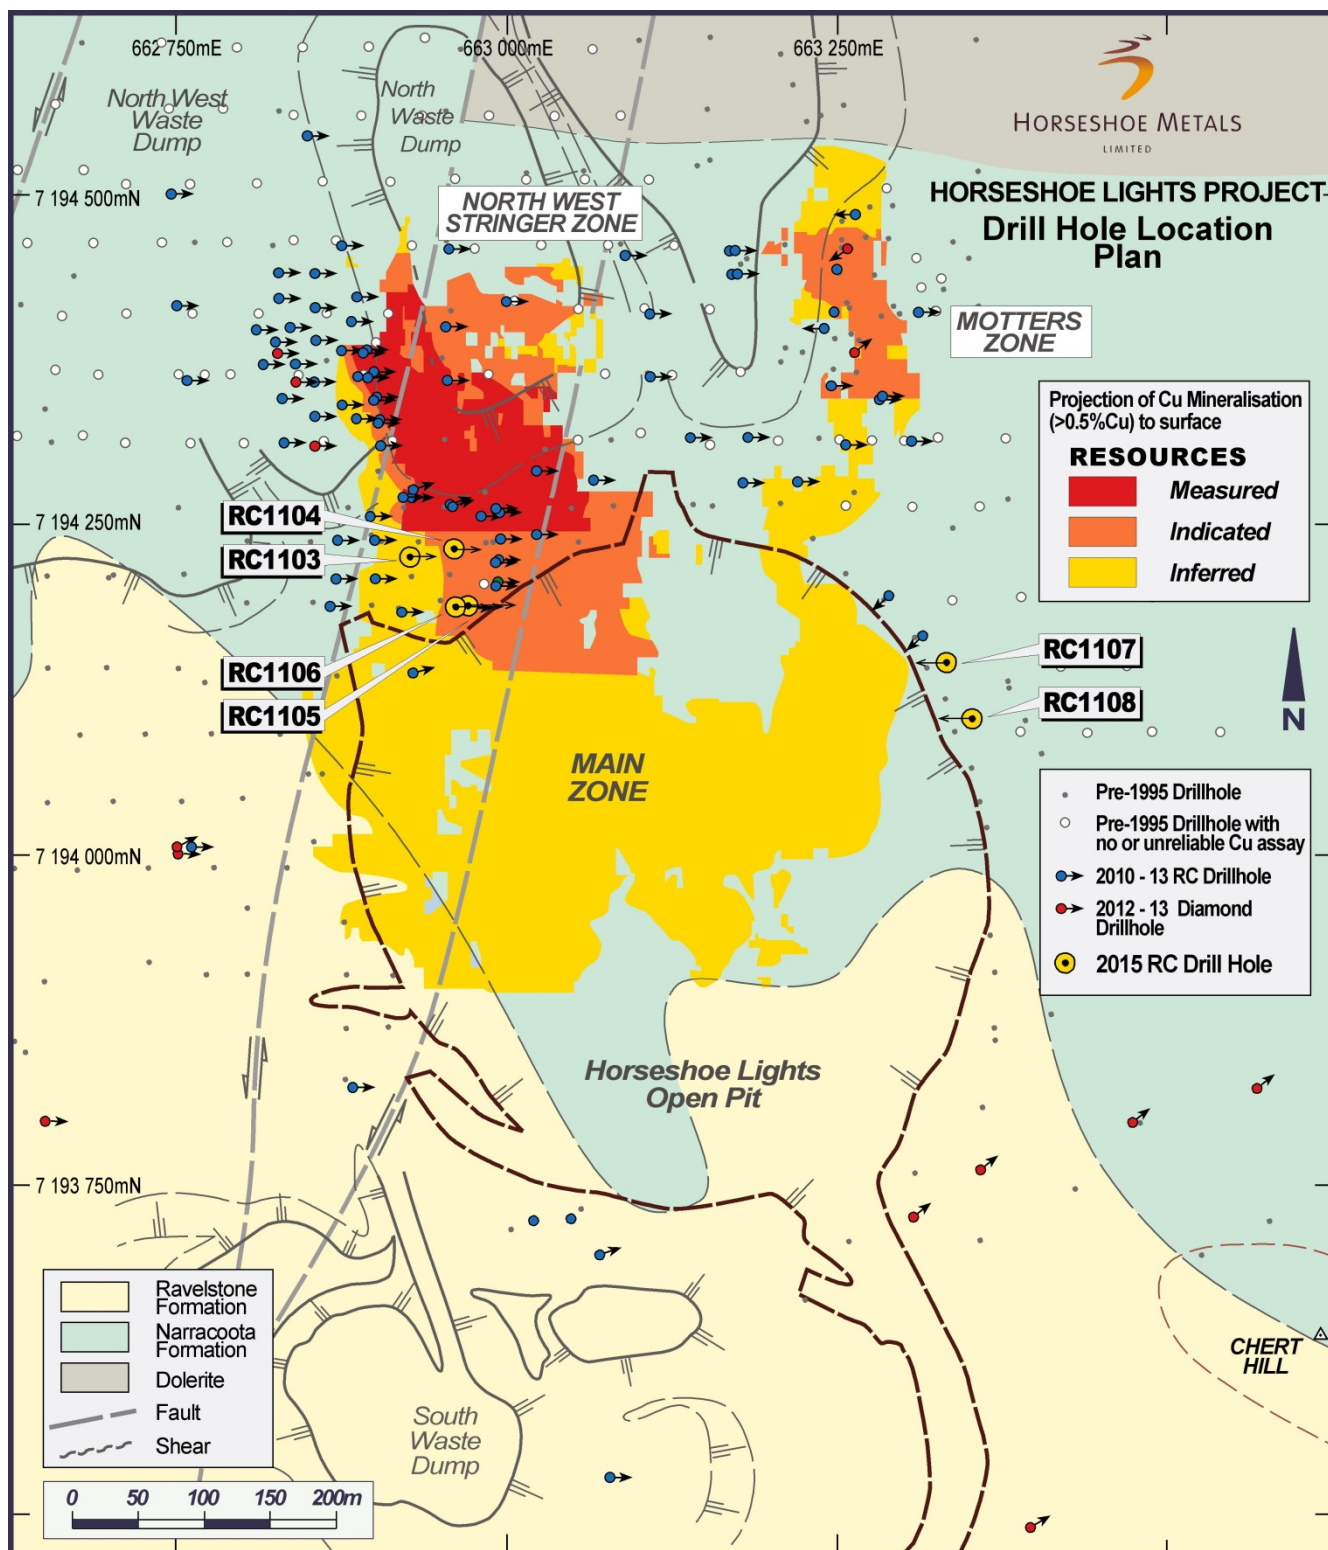 662 750mE
663 000mE
663 250mE
HORSESHOE METALS
LIMITED
North West
Waste
Dump
North
Waste
Dump
7 194 500mN
NORTH WEST
STRINGER ZONE
HORSESHOE LIGHTS PROJECT-
Drill Hole Location
Plan
MOTTERS
ZONE
Projection of Cu Mineralisation
(>0.5%Cu) to surface
RESOURCES
Measured
Indicated
Inferred
RC1104
7 194 250mN
RC1103
RC1106
RC1105
RC1107
RC1108
N
MAIN
ZONE
Pre-1995 Drillhole
Pre-1995 Drillhole with
no or unreliable Cu assay
2010 - 13 RC Drillhole
2012 - 13 Diamond
Drillhole
2015 RC Drill Hole
7 194 000mN
Horseshoe Lights
Open Pit
7 193 750mN
Ravelstone
Formation
Narracoota
Formation
Dolerite
Fault
Shear
CHERT
HILL
South
Waste
Dump
0 50 100 150 200m